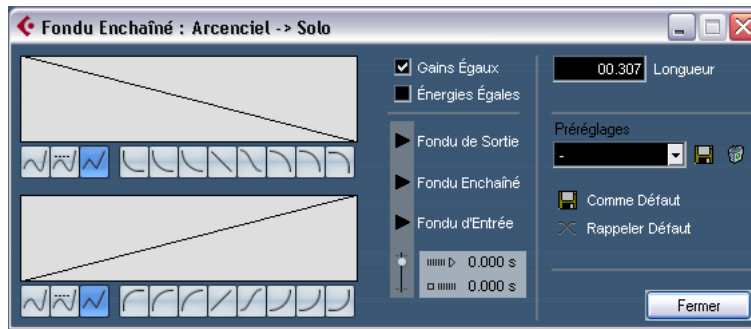 Fondu Enchaîné : Arcenciel -> Solo
Gains Égaux
Énergies Égales
Fondu de Sortie
Fondu Enchaîné
Fondu d'Entrée
0.000 s
0.000 s
00.307 Longueur
Préréglages
-
Comme Défaut
Rappeler Défaut
Fermer